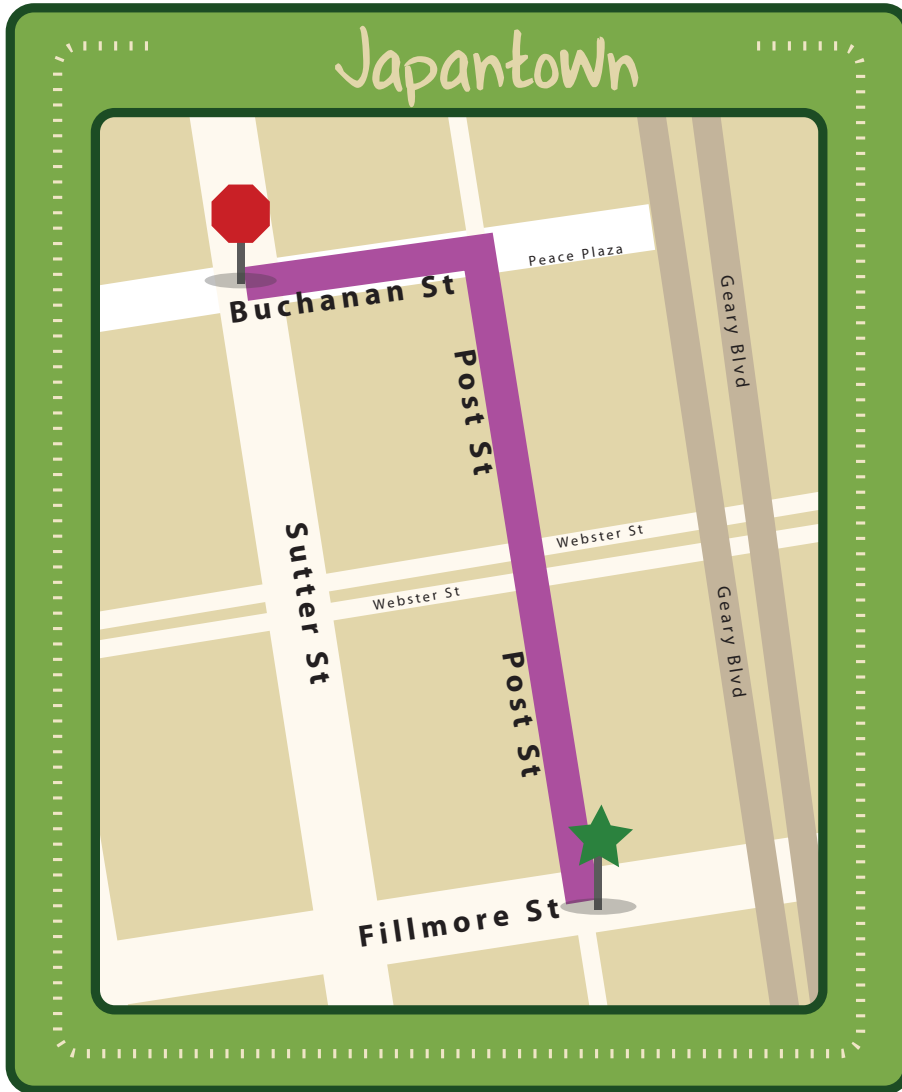 Japantown
Peace Plaza
Buchanan St
Geary Blvd
Post St
Sutter St
Webster St
Webster St
Geary Blvd
Post St
Fillmore St